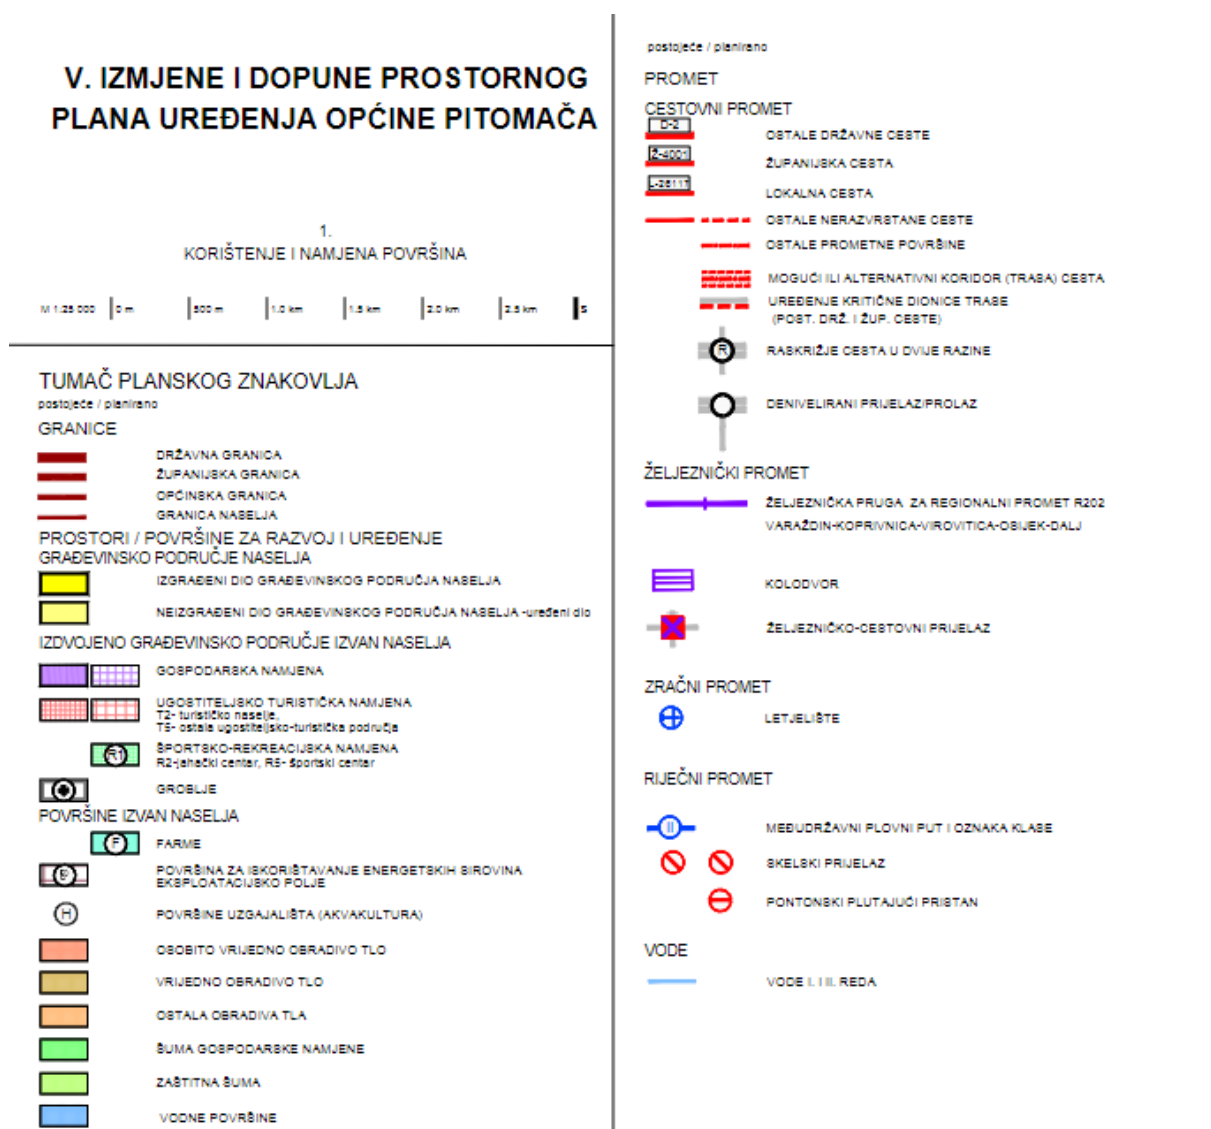 V. IZMJENE I DOPUNE PROSTORNOG
PLANA UREĐENJA OPĆINE PITOMAČA
1.
KORIŠTENJE I NAMJENA POVRŠINA
M 1:25 000 0 m 500 m 1.0 km 1.5 km 2.0 km 2.5 km S
TUMAČ PLANSKOG ZNAKOVLJA
postojeće / planirano
GRANICE
DRŽAVNA GRANICA
ŽUPANIJSKA GRANICA
OPĆINSKA GRANICA
GRANICA NASELJA
PROSTORI / POVRŠINE ZA RAZVOJ I UREĐENJE
GRAĐEVINSKO PODRUČJE NASELJA
IZGRAĐENI DIO GRAĐEVINSKOG PODRUČJA NASELJA
NEIZGRAĐENI DIO GRAĐEVINSKOG PODRUČJA NASELJA -uređeni dio
IZDVOJENO GRAĐEVINSKO PODRUČJE IZVAN NASELJA
GOSPODARSKA NAMJENA
UGOSTITELJSKO TURISTIČKA NAMJENA
T2- turističko naselje,
T5- ostala ugostiteljsko-turistička područja
R1 ŠPORTSKO-REKREACIJSKA NAMJENA
R2-jahački centar, R5- športski centar
GROBLJE
POVRŠINE IZVAN NASELJA
F FARME
E POVRŠINA ZA ISKORIŠTAVANJE ENERGETSKIH SIROVINA
EKSPLOATACIJSKO POLJE
H POVRŠINE UZGAJALIŠTA (AKVAKULTURA)
OSOBITO VRIJEDNO OBRADIVO TLO
VRIJEDNO OBRADIVO TLO
OSTALA OBRADIVA TLA
ŠUMA GOSPODARSKE NAMJENE
ZAŠTITNA ŠUMA
VODNE POVRŠINE
postojeće / planirano
PROMET
CESTOVNI PROMET
D-2 OSTALE DRŽAVNE CESTE
Ž-4001 ŽUPANIJSKA CESTA
L-26117 LOKALNA CESTA
OSTALE NERAZVRSTANE CESTE
OSTALE PROMETNE POVRŠINE
MOGUĆI ILI ALTERNATIVNI KORIDOR (TRASA) CESTA
UREĐENJE KRITIČNE DIONICE TRASE
(POST. DRŽ. I ŽUP. CESTE)
R RASKRIŽJE CESTA U DVIJE RAZINE
DENIVELIRANI PRIJELAZ/PROLAZ
ŽELJEZNIČKI PROMET
ŽELJEZNIČKA PRUGA ZA REGIONALNI PROMET R202
VARAŽDIN-KOPRIVNICA-VIROVITICA-OSIJEK-DALJ
KOLODVOR
ŽELJEZNIČKO-CESTOVNI PRIJELAZ
ZRAČNI PROMET
LETJELIŠTE
RIJEČNI PROMET
II MEĐUDRŽAVNI PLOVNI PUT I OZNAKA KLASE
SKELSKI PRIJELAZ
PONTONSKI PLUTAJUĆI PRISTAN
VODE
VODE I. I II. REDA